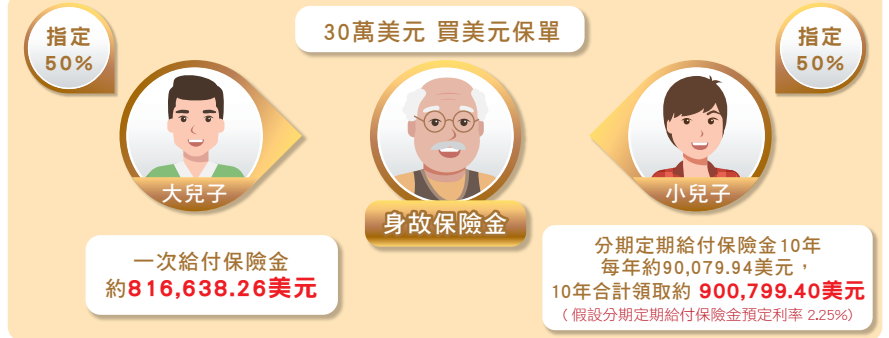 指定
50%
30萬美元 買美元保單
指定
50%
大兒子
身故保險金
小兒子
一次給付保險金
約816,638.26美元
分期定期給付保險金10年
每年約90,079.94美元，
10年合計領取約 900,799.40美元
（假設分期定期給付保險金預定利率 2.25%）